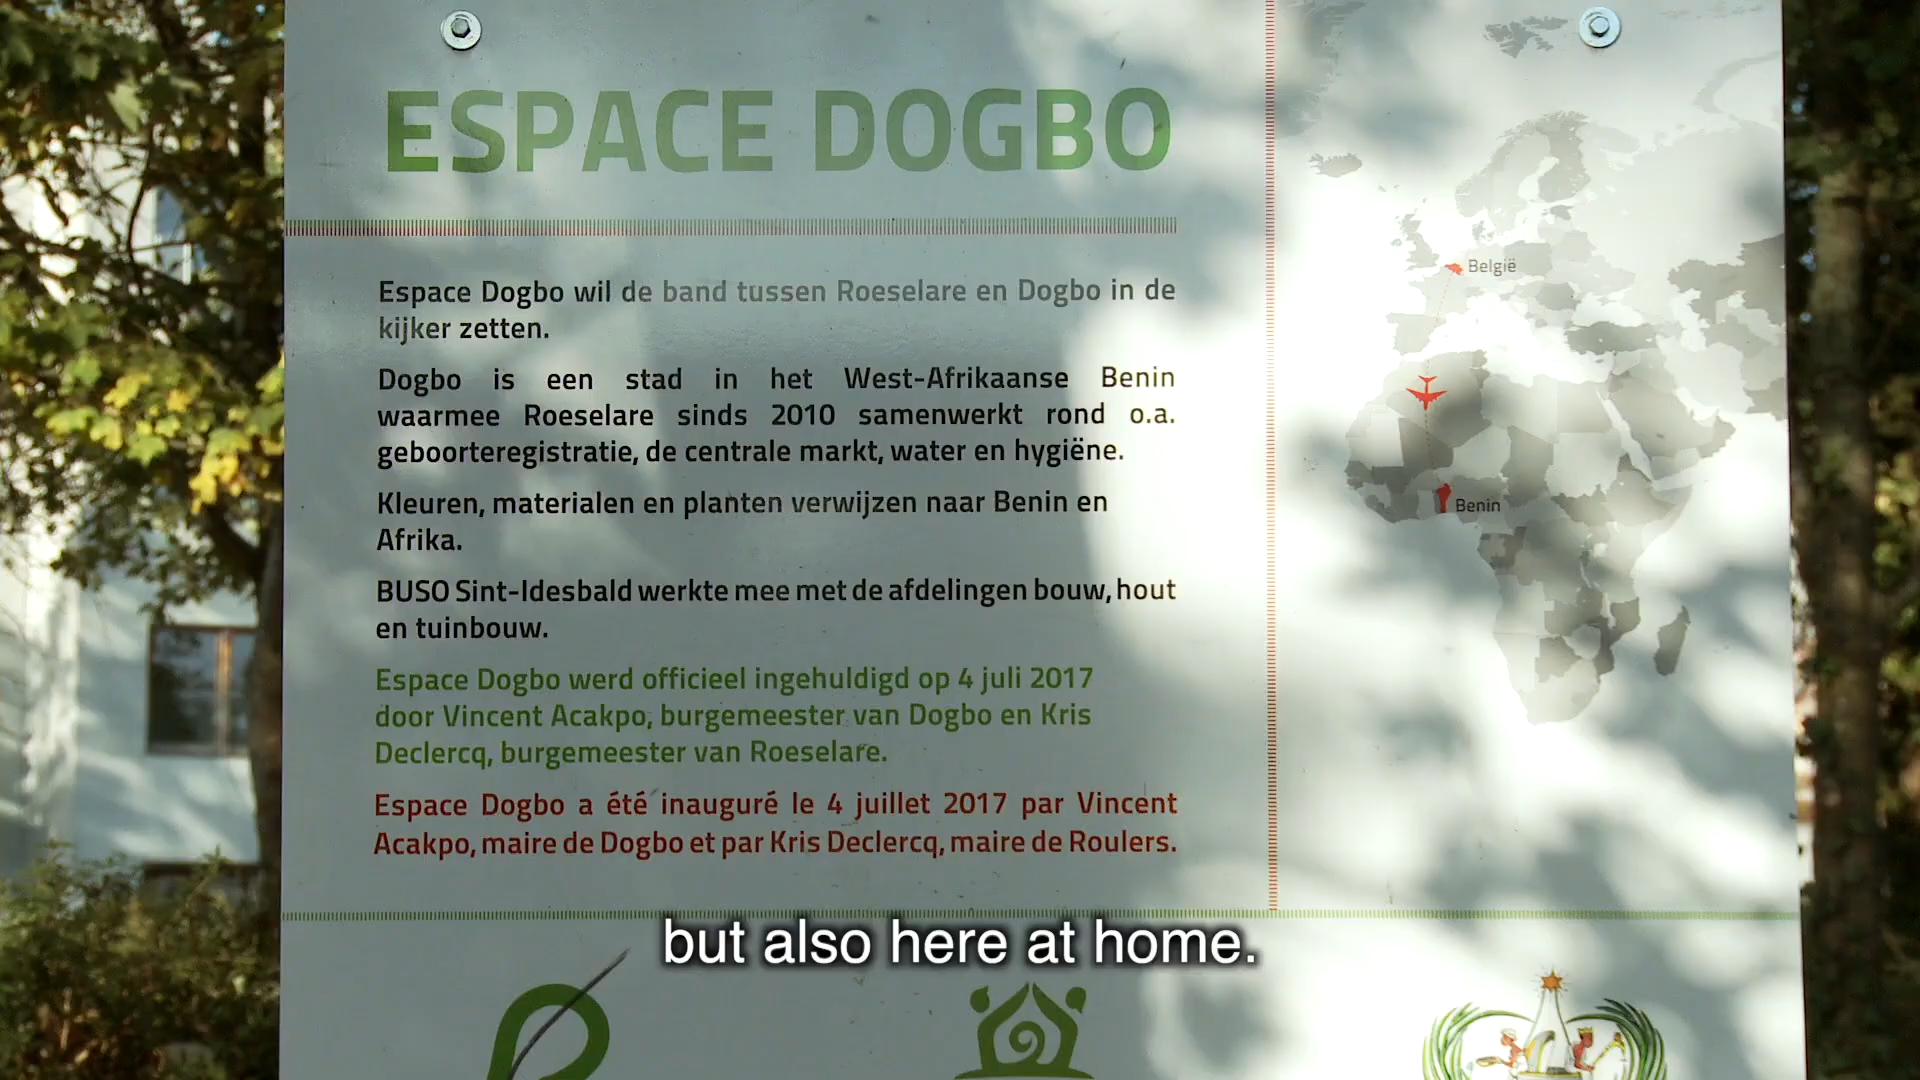 ESPACE DOGBO
Espace Dogbo wil de band tussen Roeselare en Dogbo in de
kijker zetten.
Dogbo is een stad in het West-Afrikaanse Benin
waarmee Roeselare sinds 2010 samenwerkt rond o.a.
geboorteregistratie, de centrale markt, water en hygiëne.
Kleuren, materialen en planten verwijzen naar Benin en
Afrika.
BUSO Sint-Idesbald werkte mee met de afdelingen bouw, hout
en tuinbouw.
Espace Dogbo werd officieel ingehuldigd op 4 juli 2017
door Vincent Acakpo, burgemeester van Dogbo en Kris
Declercq, burgemeester van Roeselare.
Espace Dogbo a été inauguré le 4 juillet 2017 par Vincent
Acakpo, maire de Dogbo et par Kris Declercq, maire de Roulers.
België
Benin
but also here at home.